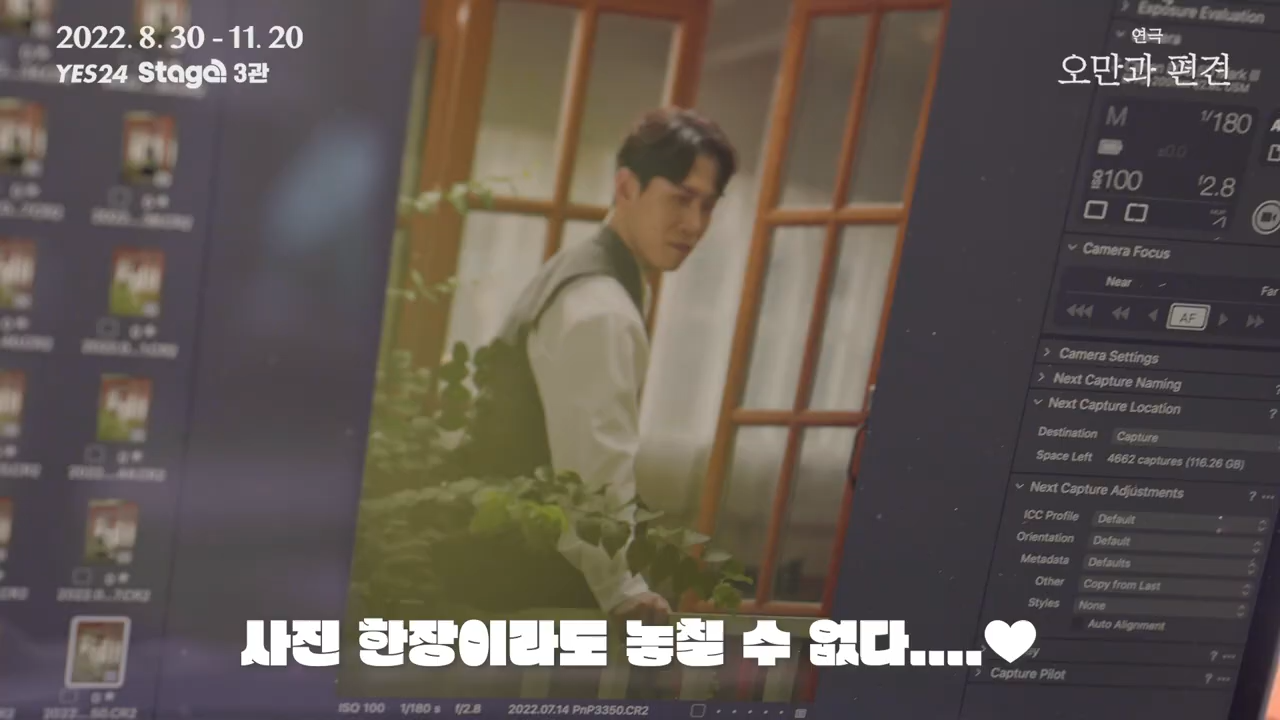 2022. 8. 30 - 11. 20
YES24 Stage 3관
연극
오만과 편견
Exposure Evaluation
M
1/180
±0.0
100
f2.8
Camera Focus
Near
Far
AF
Camera Settings
Next Capture Naming
Next Capture Location
Destination Capture
Space Left 4662 captures (116.26 GB)
Next Capture Adjustments
ICC Profile Default
Orientation Default
Metadata Defaults
Other Copy from Last
Styles None
Auto Alignment
Capture Pilot
사진 한장이라도 놓칠 수 없다....♥
ISO 100 1/180 s f/2.8 2022.07.14 PnP3350.CR2